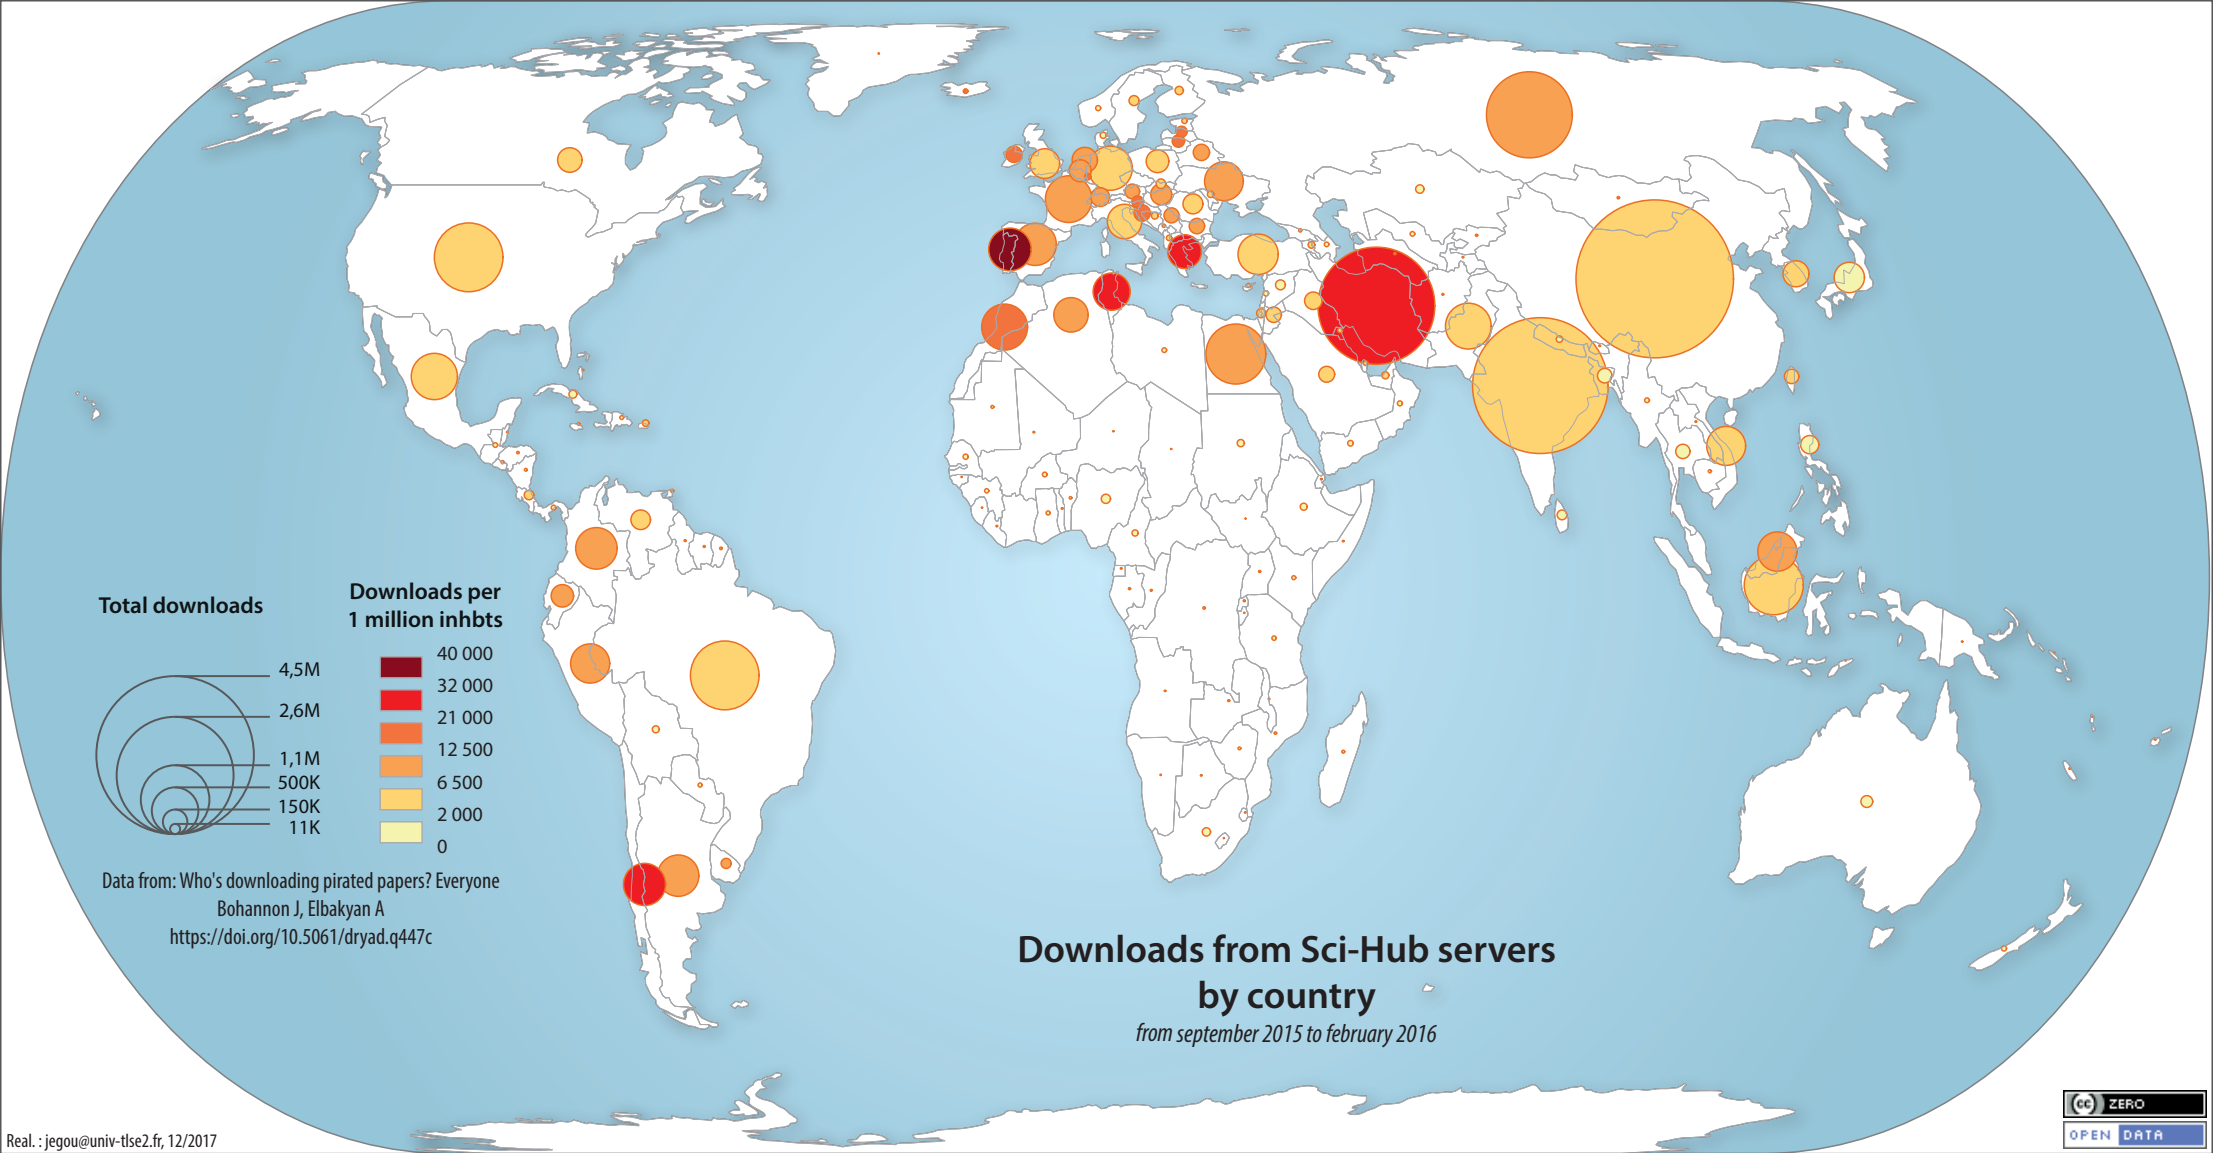 Total downloads
4,5M
2,6M
1,1M
500K
150K
11K
Downloads per
1 million inhbts
40 000
32 000
21 000
12 500
6 500
2 000
0
Data from: Who's downloading pirated papers? Everyone
Bohannon J, Elbakyan A
https://doi.org/10.5061/dryad.q447c
Downloads from Sci-Hub servers
by country
from september 2015 to february 2016
Real. : jegou@univ-tlse2.fr, 12/2017
cc ZERO
OPEN DATA